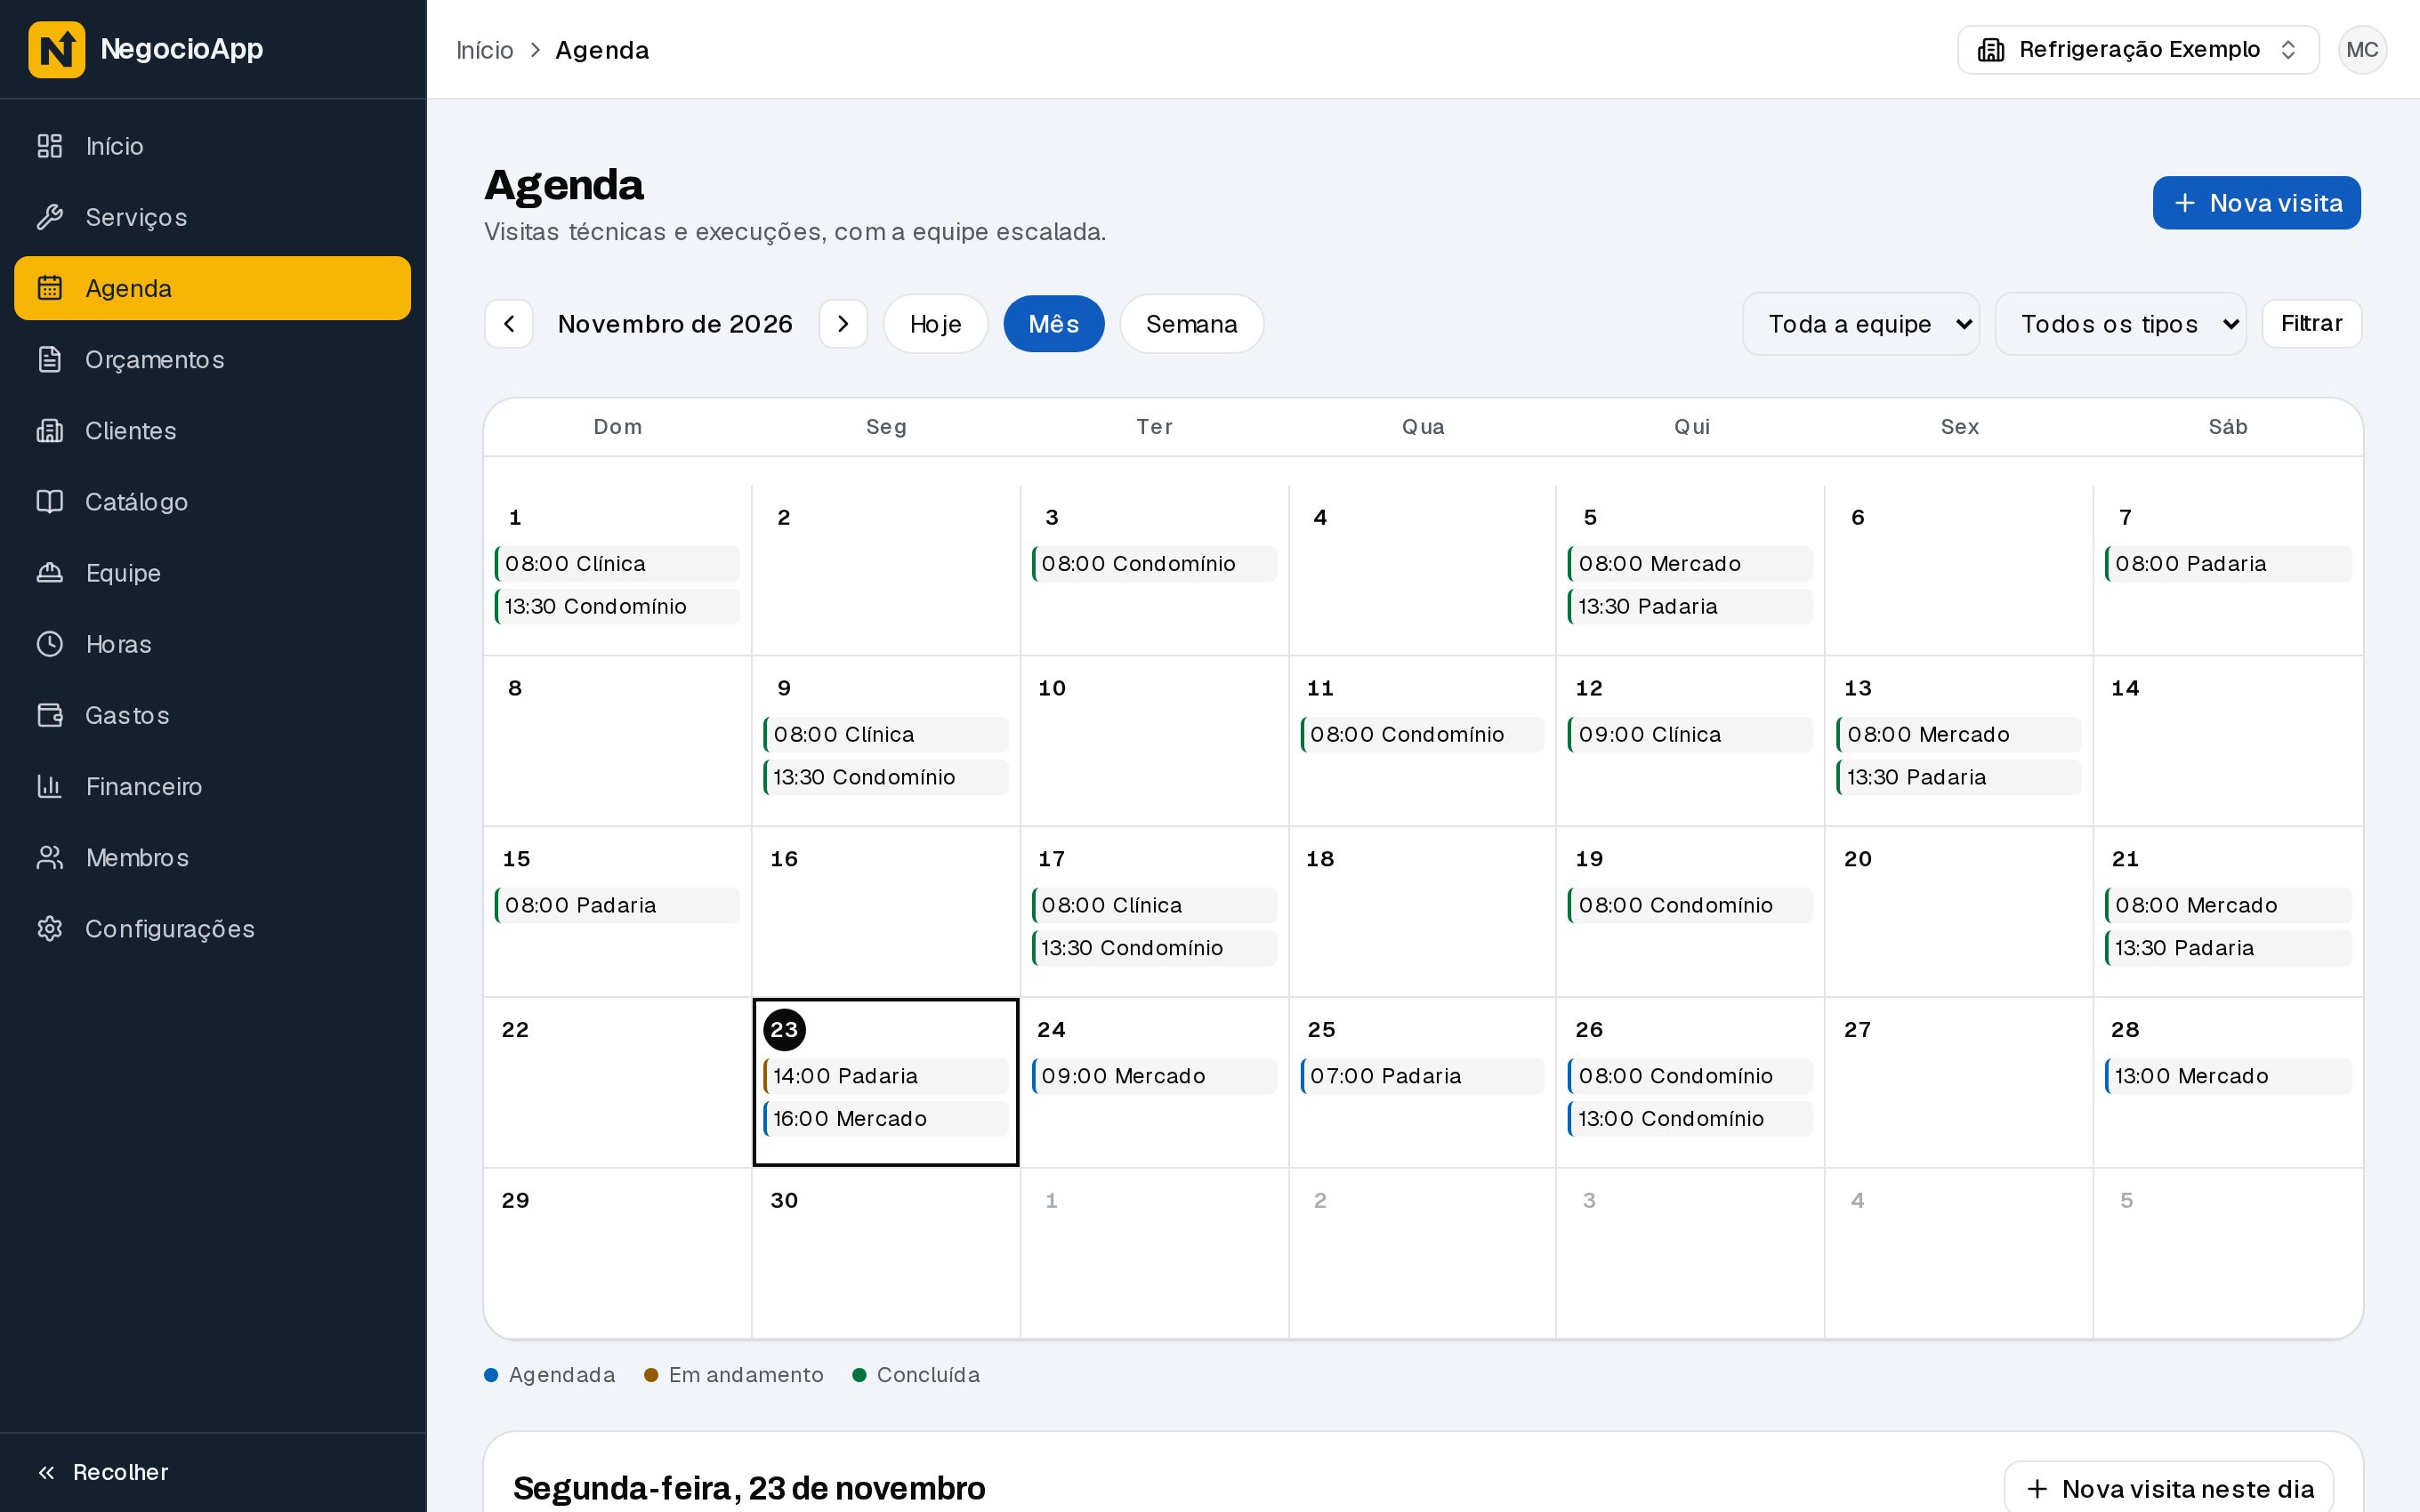 NegocioApp
Início
Serviços
Agenda
Orçamentos
Clientes
Catálogo
Equipe
Horas
Gastos
Financeiro
Membros
Configurações
Recolher
Início > Agenda
Refrigeração Exemplo
MC
Agenda
Visitas técnicas e execuções, com a equipe escalada.
+ Nova visita
Novembro de 2026
Hoje
Mês
Semana
Toda a equipe
Todos os tipos
Filtrar
Dom Seg Ter Qua Qui Sex Sáb
1
08:00 Clínica
13:30 Condomínio
2
3
08:00 Condomínio
4
5
08:00 Mercado
13:30 Padaria
6
7
08:00 Padaria
8
9
08:00 Clínica
13:30 Condomínio
10
11
08:00 Condomínio
12
09:00 Clínica
13
08:00 Mercado
13:30 Padaria
14
15
08:00 Padaria
16
17
08:00 Clínica
13:30 Condomínio
18
19
08:00 Condomínio
20
21
08:00 Mercado
13:30 Padaria
22
23
14:00 Padaria
16:00 Mercado
24
09:00 Mercado
25
07:00 Padaria
26
08:00 Condomínio
13:00 Condomínio
27
28
13:00 Mercado
29
30
1
2
3
4
5
Agendada
Em andamento
Concluída
Segunda-feira, 23 de novembro
+ Nova visita neste dia